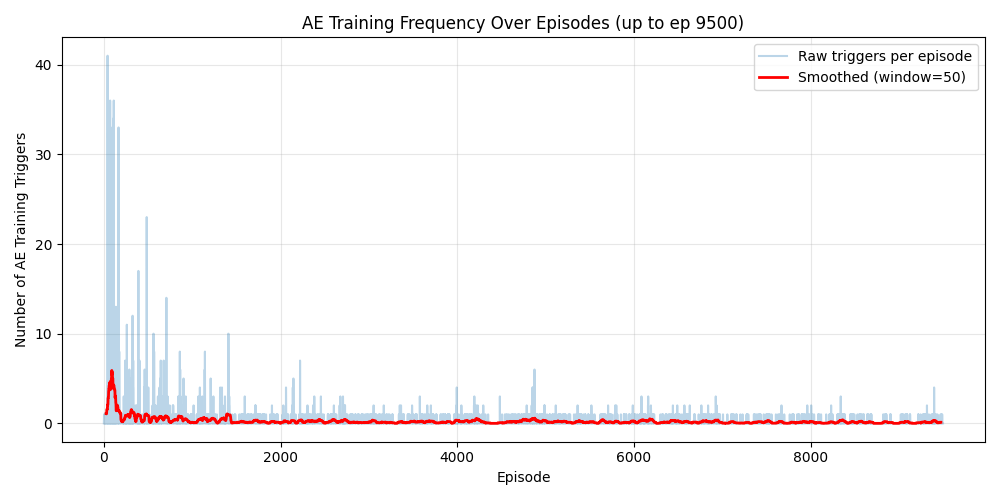 AE Training Frequency Over Episodes (up to ep 9500)
Raw triggers per episode
Smoothed (window=50)
Number of AE Training Triggers
40
30
20
10
0
0 2000 4000 6000 8000
Episode